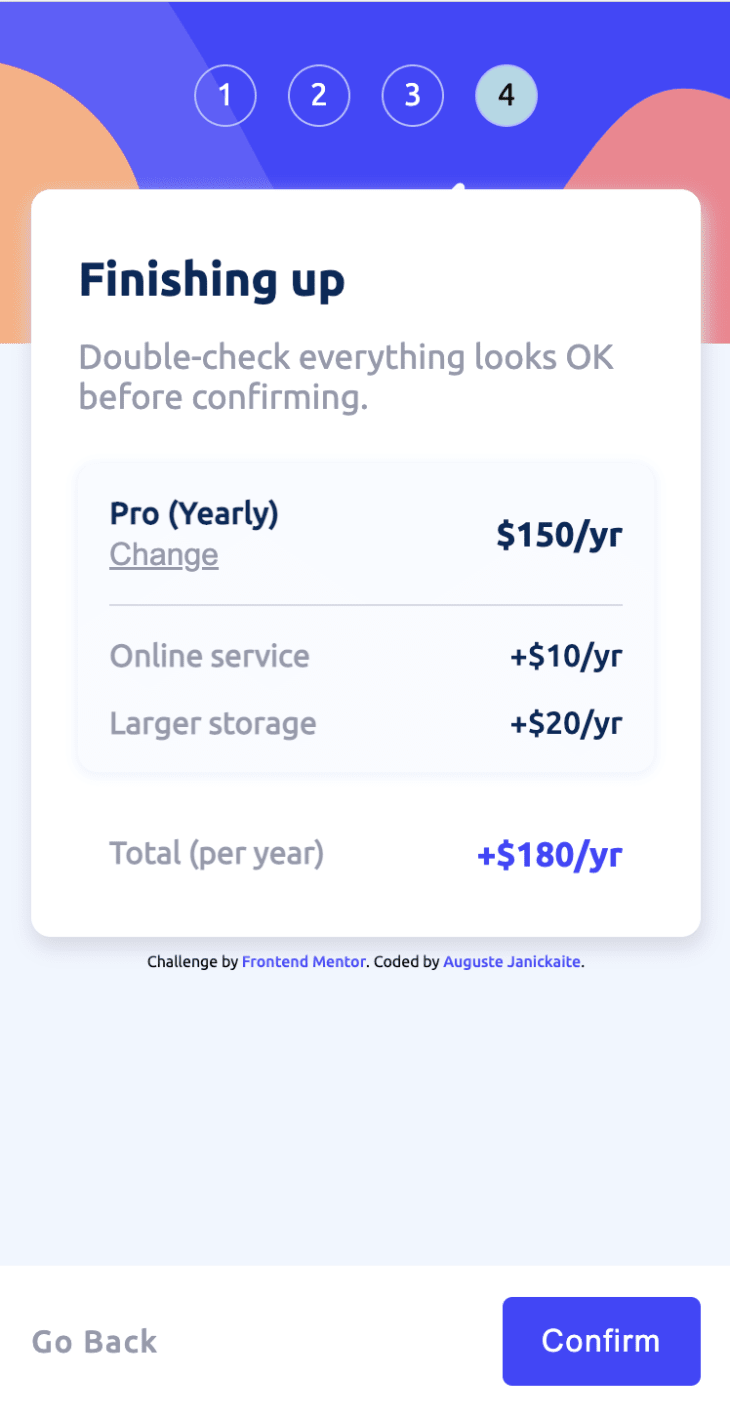 1 2 3 4
Finishing up
Double-check everything looks OK
before confirming.
Pro (Yearly)
Change
$150/yr
Online service +$10/yr
Larger storage +$20/yr
Total (per year) +$180/yr
Challenge by Frontend Mentor. Coded by Auguste Janickaite.
Go Back Confirm